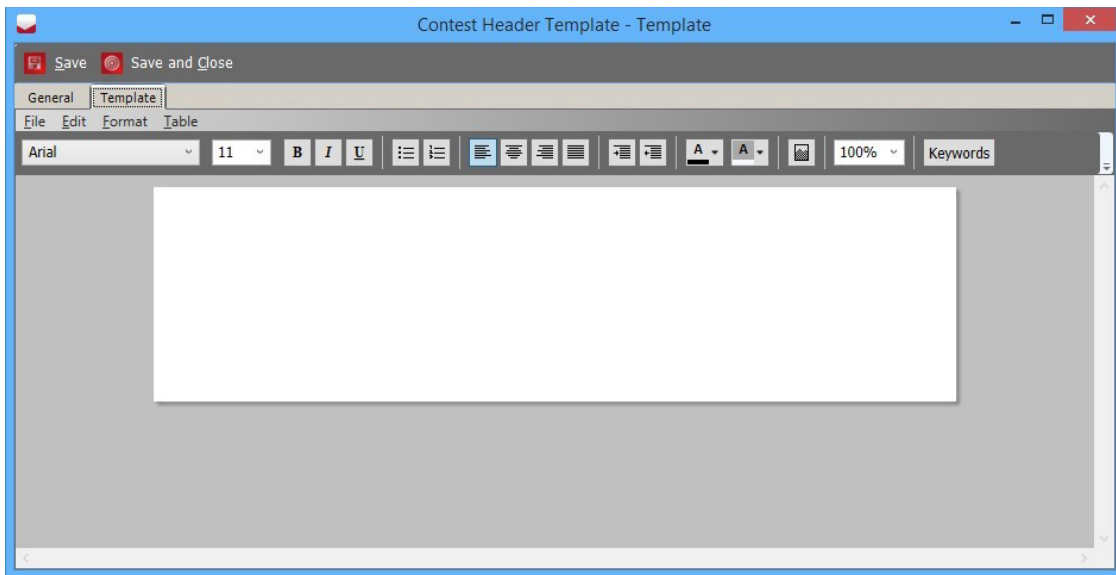 Contest Header Template - Template
Save Save and Close
General Template
File Edit Format Table
Arial 11 B I U A A 100% Keywords